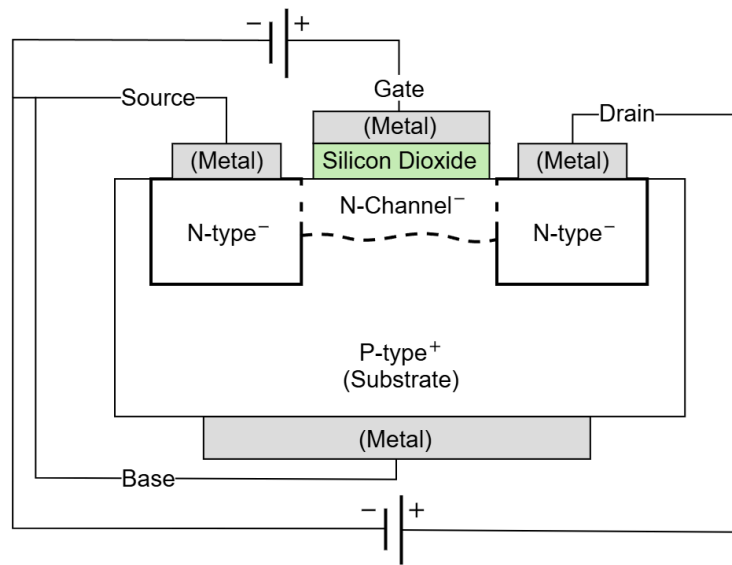 − +
Gate
Source
Drain
(Metal)
(Metal)
Silicon Dioxide
(Metal)
N-Channel⁻
N-type⁻
N-type⁻
P-type⁺
(Substrate)
(Metal)
Base
− +